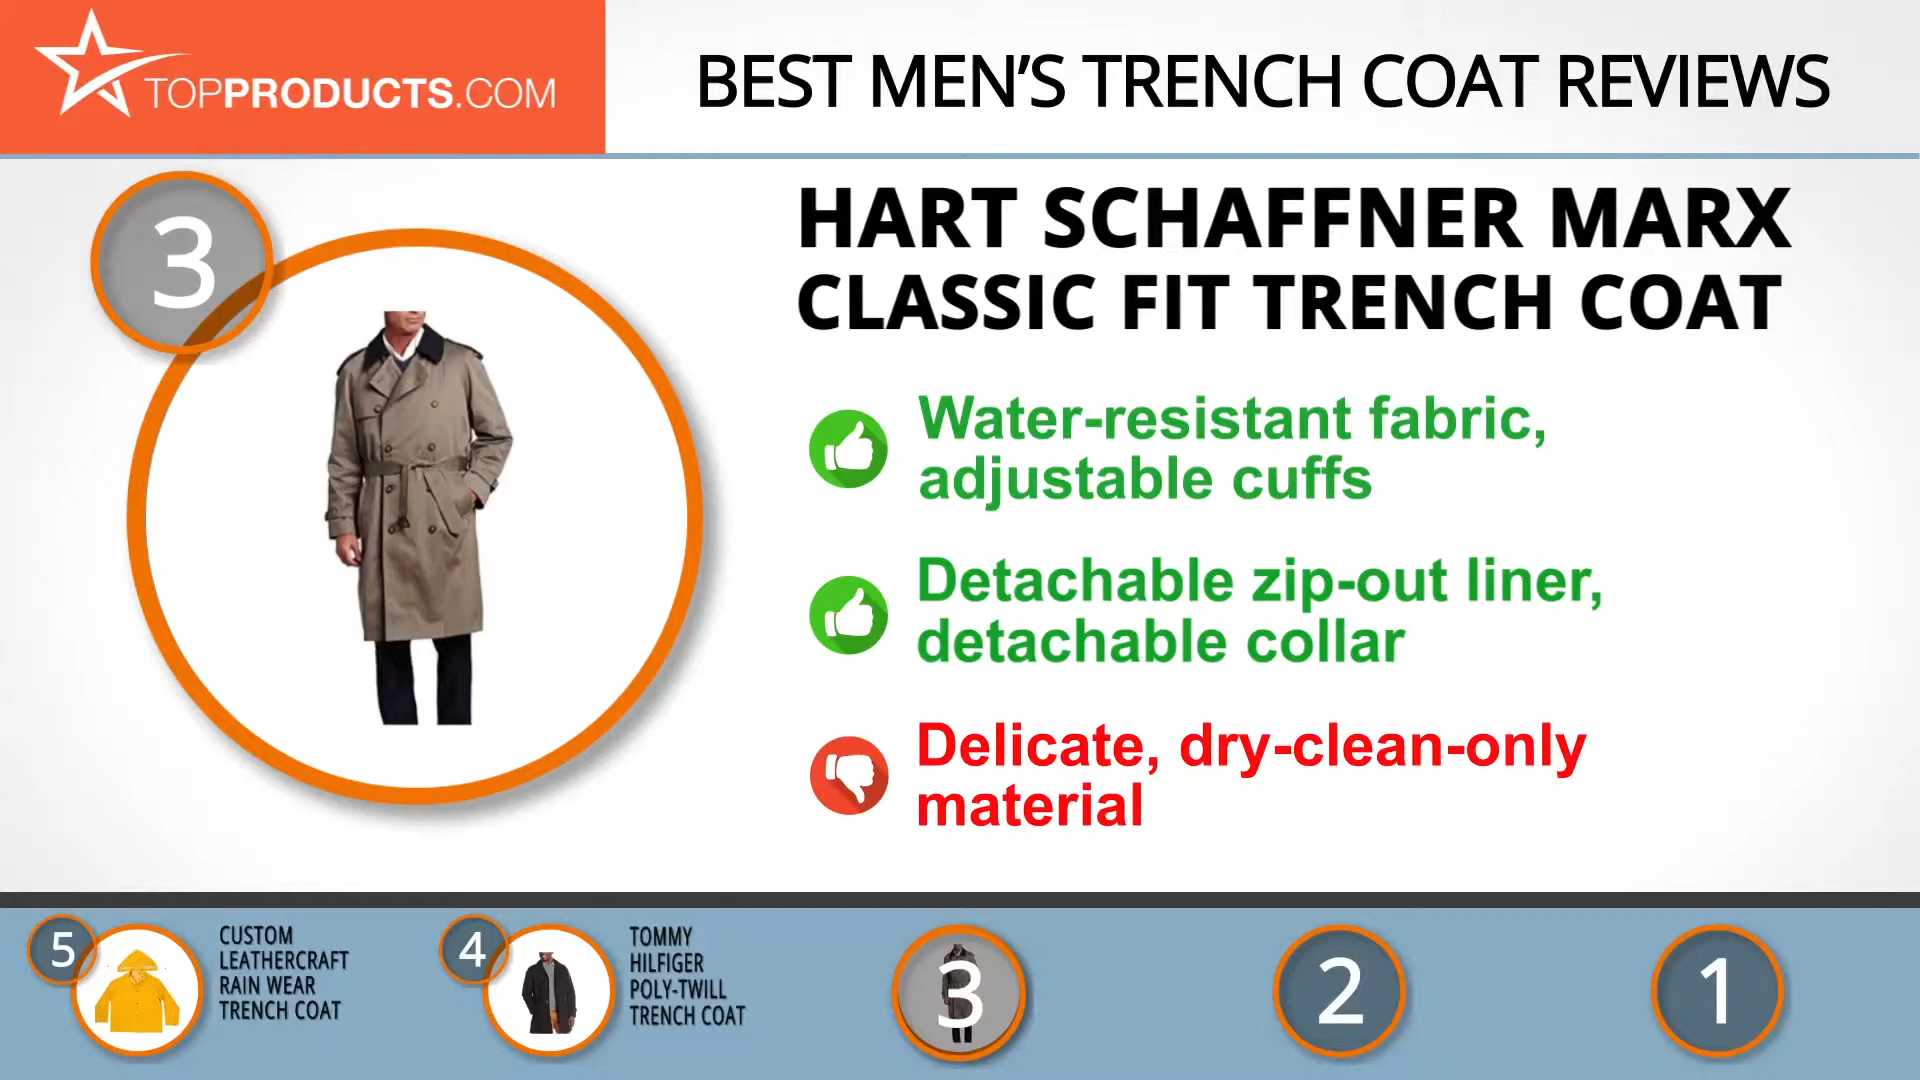 TOPPRODUCTS.COM
BEST MEN’S TRENCH COAT REVIEWS
3
HART SCHAFFNER MARX
CLASSIC FIT TRENCH COAT
Water-resistant fabric,
adjustable cuffs
Detachable zip-out liner,
detachable collar
Delicate, dry-clean-only
material
5
CUSTOM
LEATHERCRAFT
RAIN WEAR
TRENCH COAT
4
TOMMY
HILFIGER
POLY-TWILL
TRENCH COAT
3
2
1